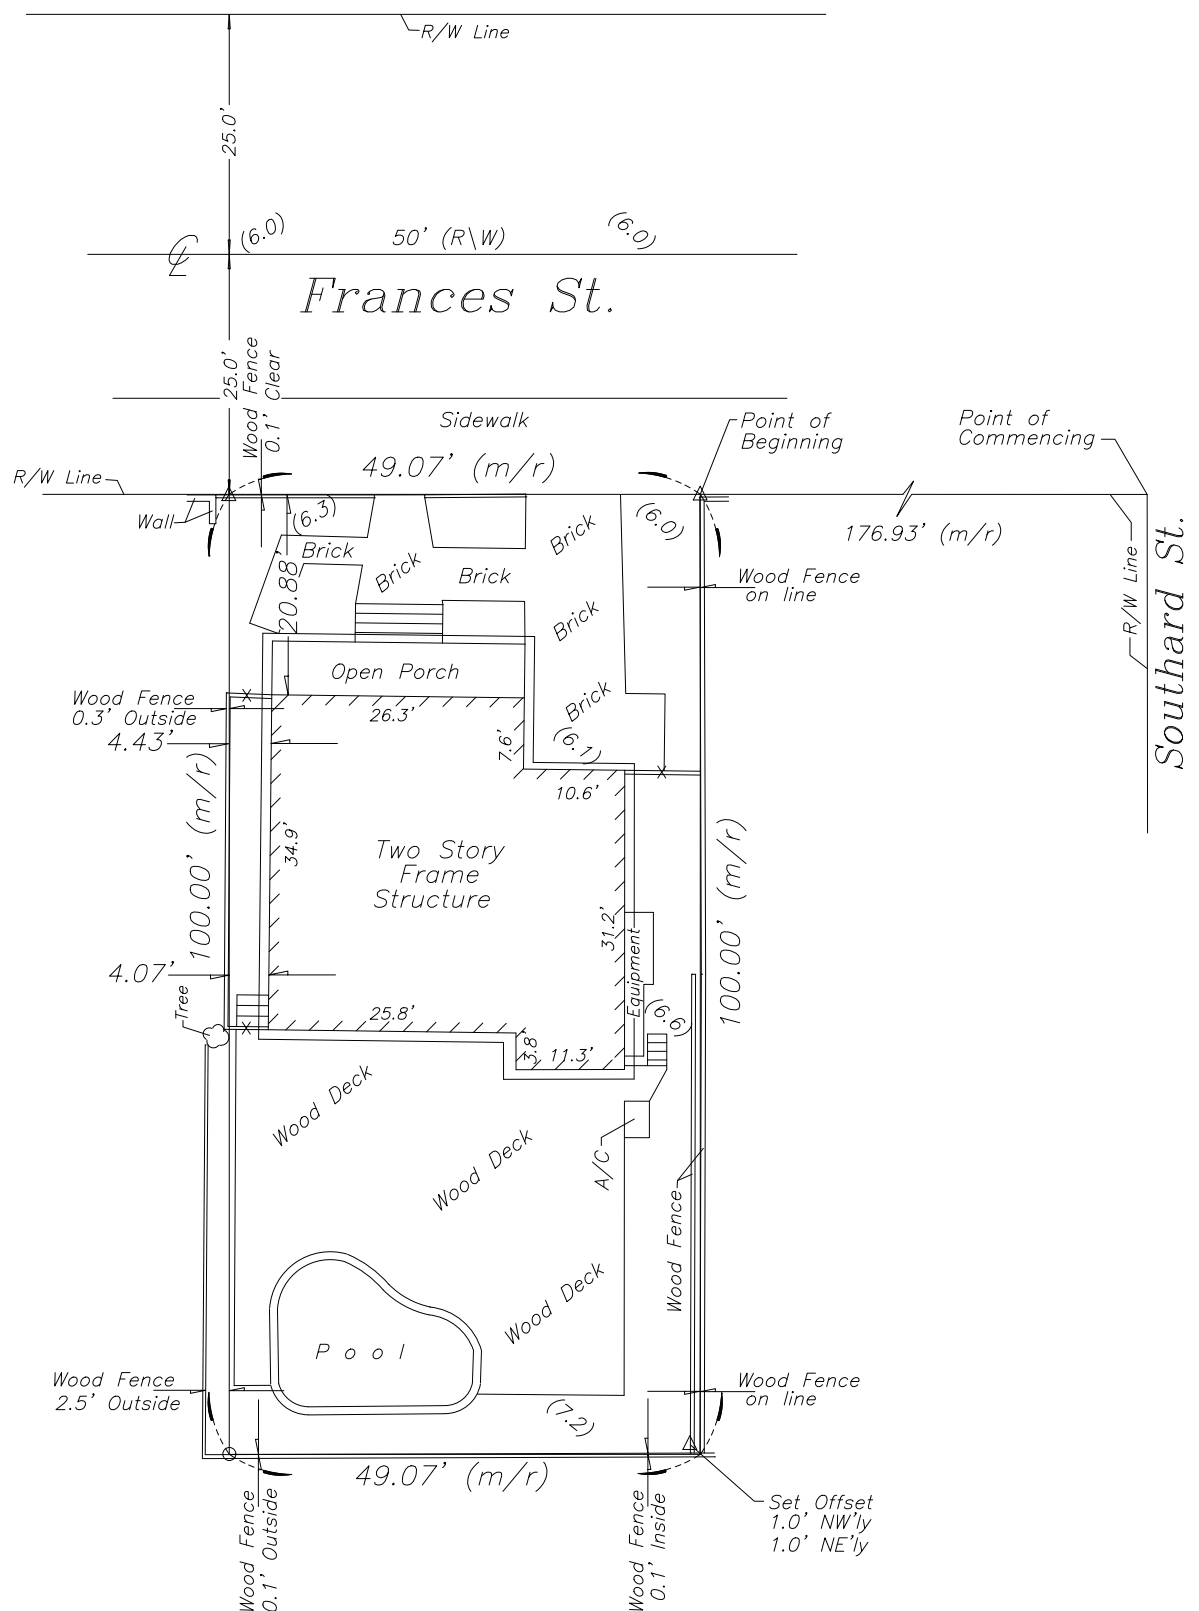 R/W Line
25.0'
(6.0)
50' (R\W)
(6.0)
Frances St.
25.0'
Wood Fence
0.1' Clear
Sidewalk
Point of
Beginning
Point of
Commencing
R/W Line
49.07' (m/r)
Wall
(6.3)
Brick
(6.0)
176.93' (m/r)
R/W Line
Southard St.
Brick
Brick
Brick
20.88'
Wood Fence
on line
Brick
Open Porch
Brick
Wood Fence
0.3' Outside
26.3'
7.6'
(6.1)
4.43'
10.6'
100.00' (m/r)
34.9'
Two Story
Frame
Structure
100.00' (m/r)
31.2'
Equipment
4.07'
Tree
25.8'
(6.6)
3.8'
11.3'
Wood Deck
Wood Deck
A/C
Wood Fence
Wood Deck
Pool
Wood Fence
2.5' Outside
Wood Fence
on line
(7.2)
49.07' (m/r)
Wood Fence
0.1' Outside
Wood Fence
0.1' Inside
Set Offset
1.0' NW'ly
1.0' NE'ly